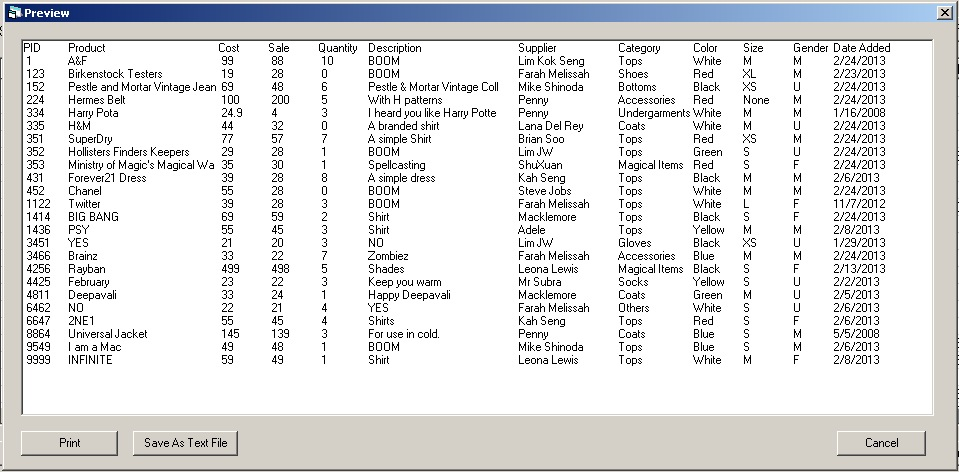 Preview
PID Product Cost Sale Quantity Description Supplier Category Color Size Gender Date Added
1 A&F 99 88 10 BOOM Lim Kok Seng Tops White M M 2/24/2013
123 Birkenstock Testers 19 28 0 BOOM Farah Melissah Shoes Red XL M 2/23/2013
152 Pestle and Mortar Vintage Jean 69 48 6 Pestle & Mortar Vintage Coll Mike Shinoda Bottoms Black XS U 2/24/2013
224 Hermes Belt 100 200 5 With H patterns Penny Accessories Red None M 2/24/2013
334 Harry Pota 24.9 4 3 I heard you like Harry Potte Penny Undergarments White M M 1/16/2008
335 H&M 44 32 0 A branded shirt Lana Del Rey Coats White M U 2/24/2013
351 SuperDry 77 57 7 A simple Shirt Brian Soo Tops Red XS M 2/24/2013
352 Hollisters Finders Keepers 29 28 1 BOOM Lim JW Tops Green S U 2/24/2013
353 Ministry of Magic's Magical Wa 35 30 1 Spellcasting ShuXuan Magical Items Red S F 2/24/2013
431 Forever21 Dress 39 28 8 A simple dress Kah Seng Tops Black M M 2/6/2013
452 Chanel 55 28 0 BOOM Steve Jobs Tops White M M 2/24/2013
1122 Twitter 39 28 3 BOOM Farah Melissah Tops White L F 11/7/2012
1414 BIG BANG 69 59 2 Shirt Macklemore Tops Black S F 2/24/2013
1436 PSY 55 45 3 Shirt Adele Tops Yellow M M 2/8/2013
3451 YES 21 20 3 NO Lim JW Gloves Black XS U 1/29/2013
3466 Brainz 33 22 7 Zombiez Farah Melissah Accessories Blue M M 2/24/2013
4256 Rayban 499 498 5 Shades Leona Lewis Magical Items Black S F 2/13/2013
4425 February 23 22 3 Keep you warm Mr Subra Socks Yellow S U 2/2/2013
4811 Deepavali 33 24 1 Happy Deepavali Macklemore Coats Green M U 2/5/2013
6462 NO 22 21 4 YES Farah Melissah Others White S U 2/6/2013
6647 2NE1 55 45 4 Shirts Kah Seng Tops Red S F 2/6/2013
8864 Universal Jacket 145 139 3 For use in cold. Penny Coats Blue S M 5/5/2008
9549 I am a Mac 49 48 1 BOOM Mike Shinoda Tops Blue S M 2/6/2013
9999 INFINITE 59 49 1 Shirt Leona Lewis Tops White M F 2/8/2013
Print Save As Text File Cancel